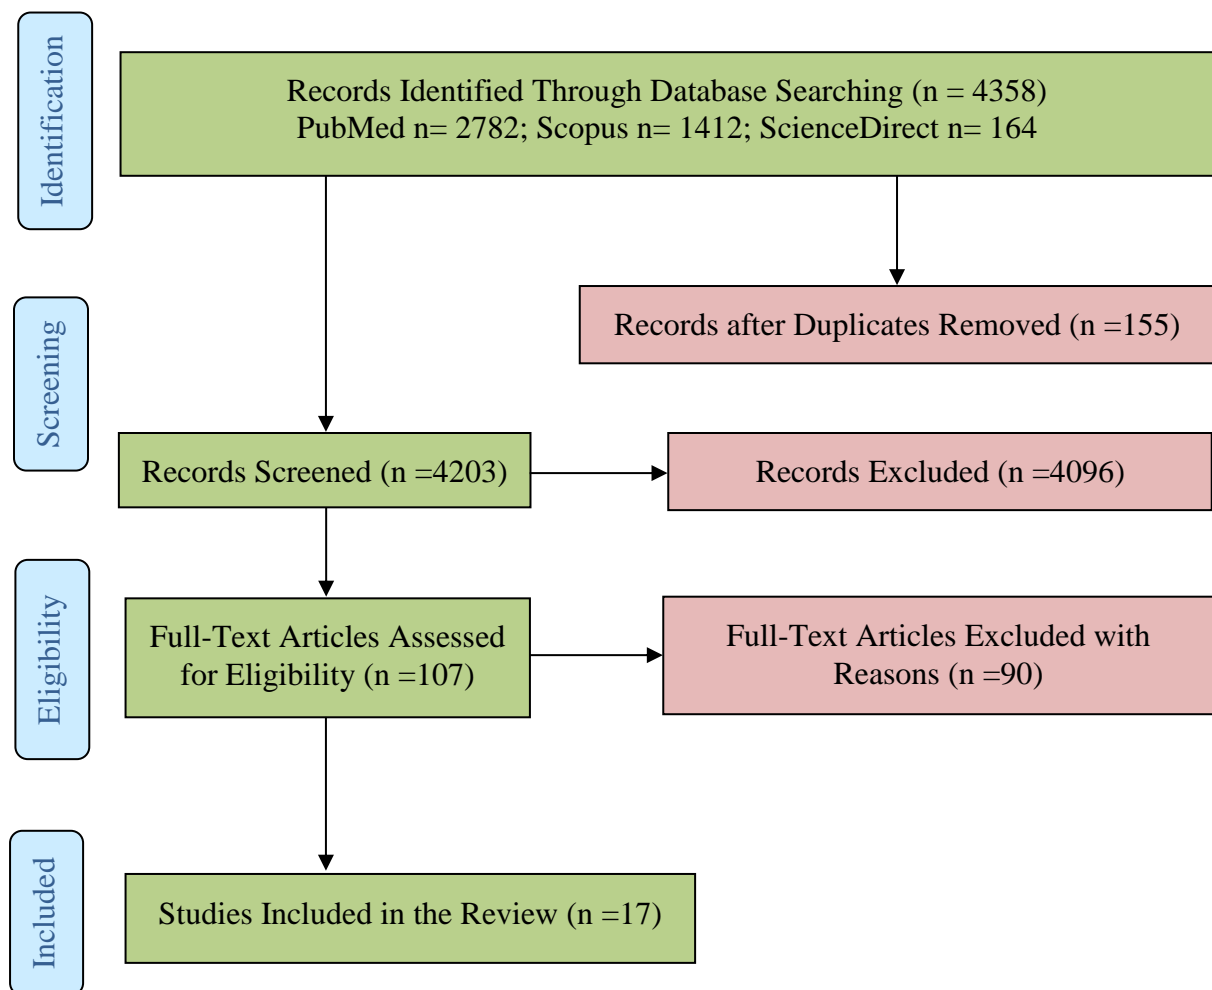 Identification
Records Identified Through Database Searching (n = 4358)
PubMed n= 2782; Scopus n= 1412; ScienceDirect n= 164
Screening
Records after Duplicates Removed (n =155)
Records Screened (n =4203)
Records Excluded (n =4096)
Eligibility
Full-Text Articles Assessed
for Eligibility (n =107)
Full-Text Articles Excluded with
Reasons (n =90)
Included
Studies Included in the Review (n =17)